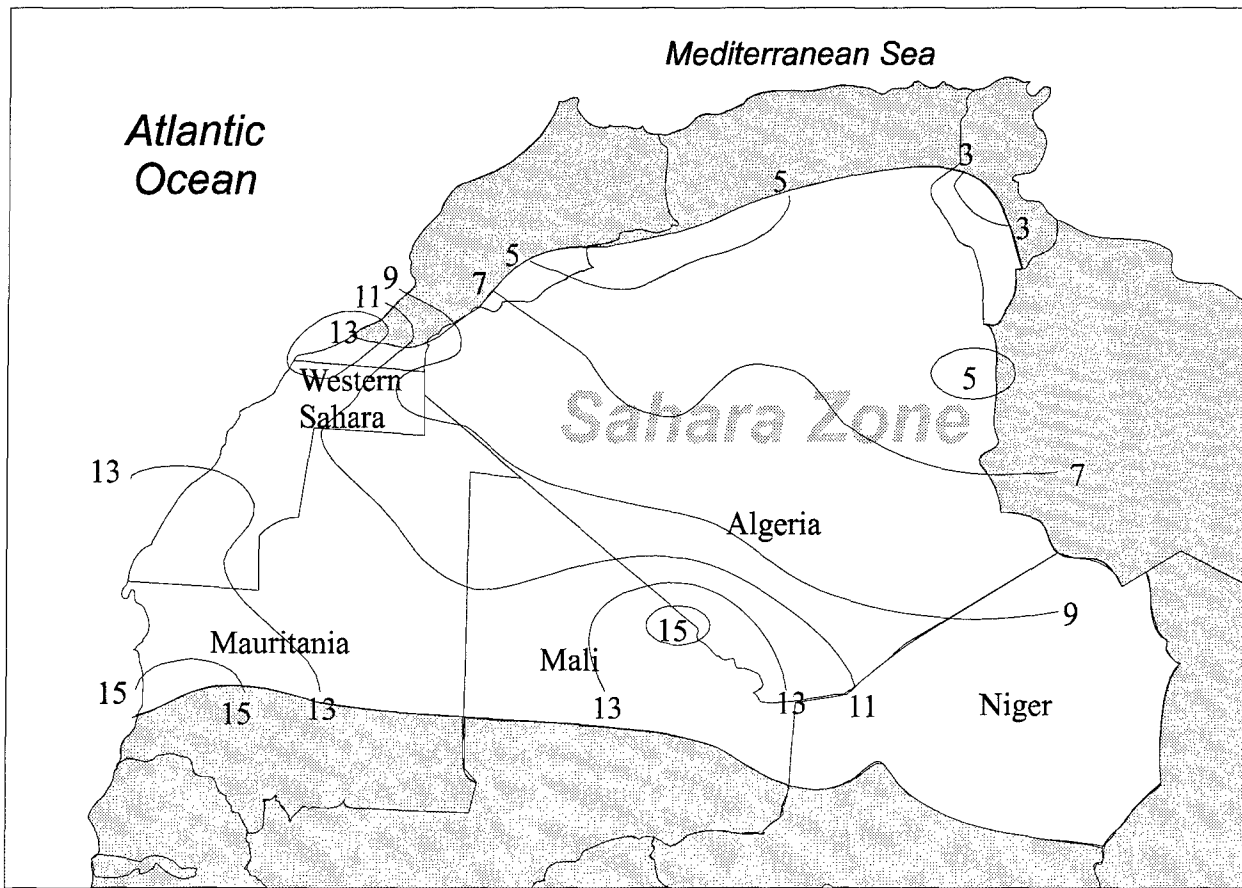 Mediterranean Sea
Atlantic
Ocean
3
5
3
5
9
7
11
13
5
Western
Sahara
Sahara Zone
13
7
Algeria
9
15
Mauritania
Mali
15
15
13
13
13
11
Niger